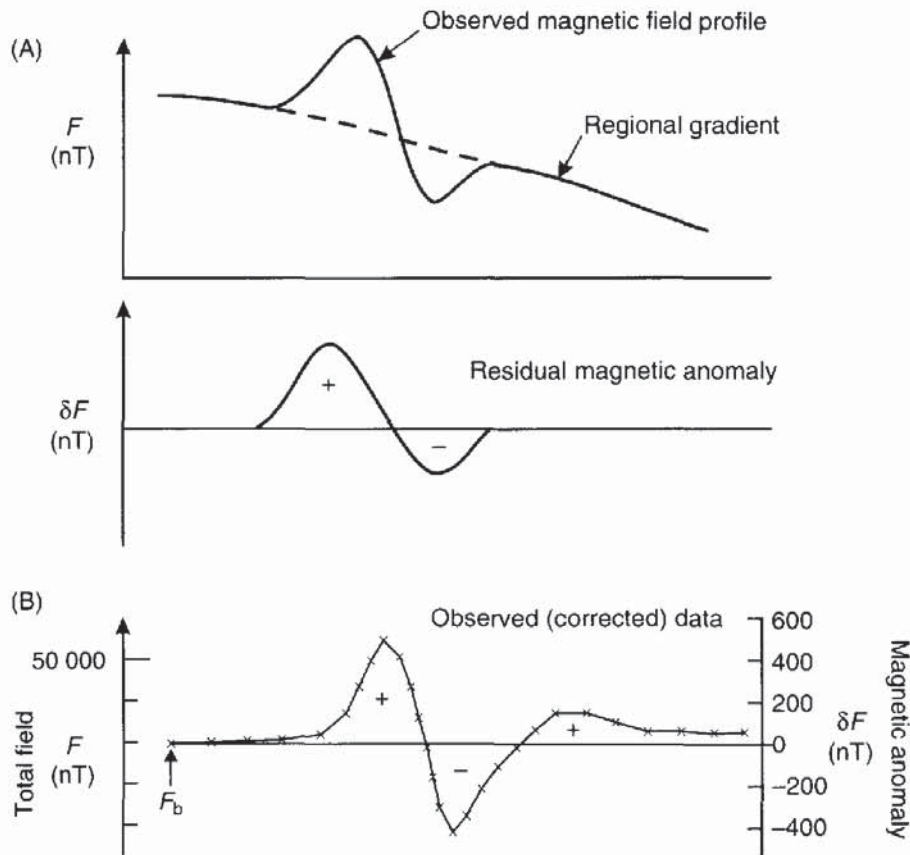 (A)
Observed magnetic field profile
F
(nT)
Regional gradient
Residual magnetic anomaly
+
−
δF
(nT)
(B)
Observed (corrected) data
Total field
F
(nT)
50 000
F_b
+
−
+
600
400
200
0
−200
−400
δF
(nT)
Magnetic anomaly